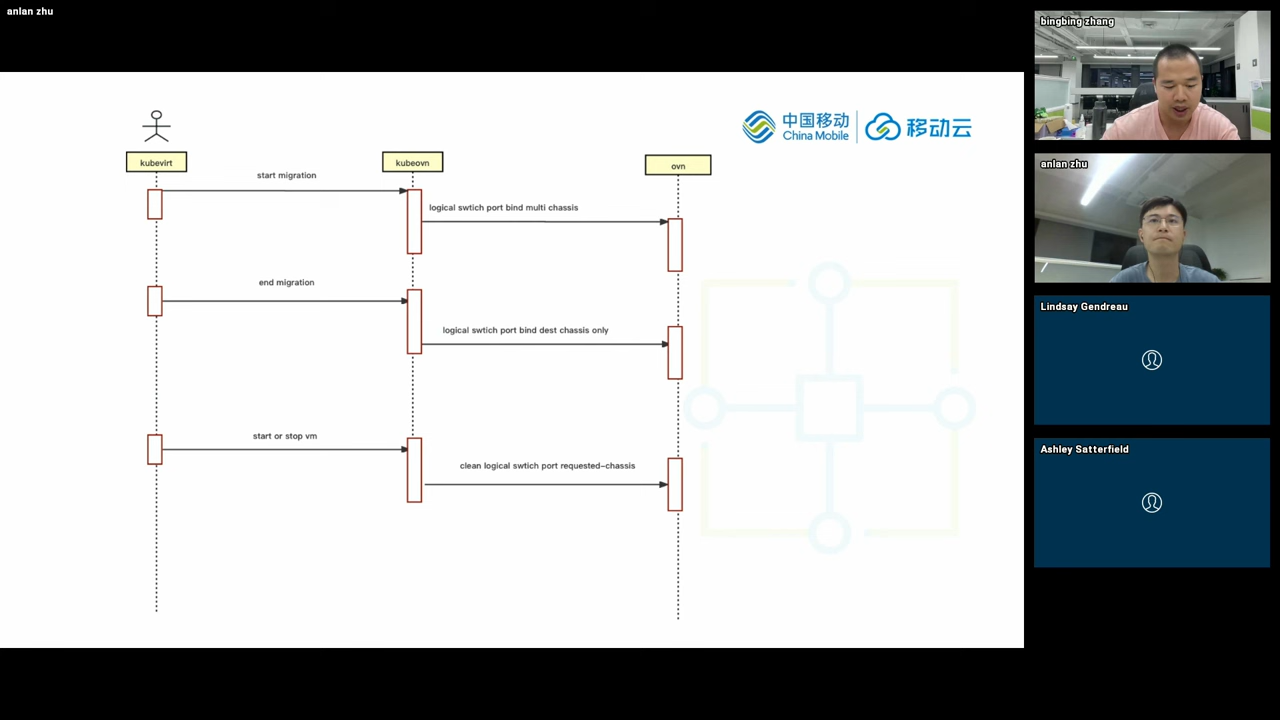 anlan zhu
中国移动
China Mobile
移动云
kubevirt
kubeovn
ovn
start migration
logical swtich port bind multi chassis
end migration
logical swtich port bind dest chassis only
start or stop vm
clean logical swtich port requested-chassis
bingbing zhang
anlan zhu
Lindsay Gendreau
Ashley Satterfield